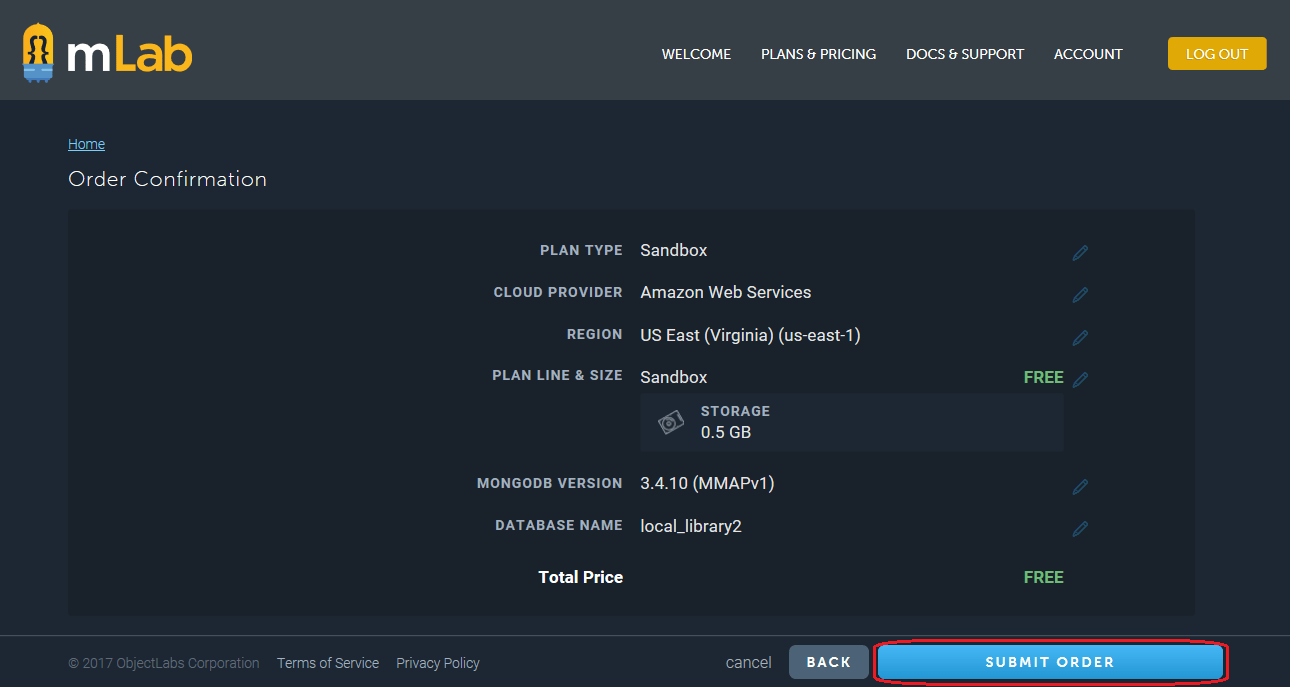 mLab
WELCOME PLANS & PRICING DOCS & SUPPORT ACCOUNT LOG OUT
Home
Order Confirmation
PLAN TYPE Sandbox
CLOUD PROVIDER Amazon Web Services
REGION US East (Virginia) (us-east-1)
PLAN LINE & SIZE Sandbox FREE
STORAGE
0.5 GB
MONGODB VERSION 3.4.10 (MMAPv1)
DATABASE NAME local_library2
Total Price FREE
© 2017 ObjectLabs Corporation Terms of Service Privacy Policy cancel BACK SUBMIT ORDER